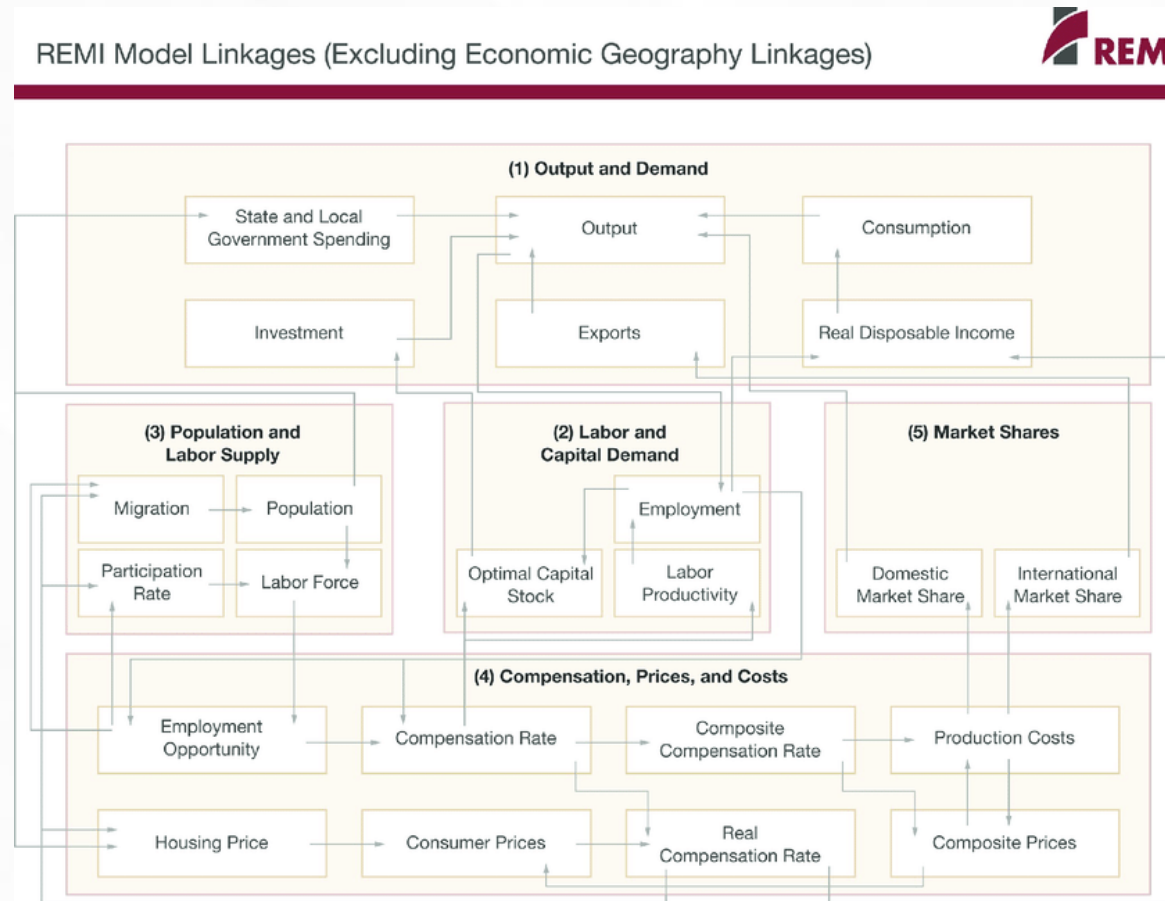 REMI Model Linkages (Excluding Economic Geography Linkages)
REM
(1) Output and Demand
State and Local
Government Spending
Output
Consumption
Investment
Exports
Real Disposable Income
(3) Population and
Labor Supply
Migration
Population
Participation
Rate
Labor Force
(2) Labor and
Capital Demand
Employment
Optimal Capital
Stock
Labor
Productivity
(5) Market Shares
Domestic
Market Share
International
Market Share
(4) Compensation, Prices, and Costs
Employment
Opportunity
Compensation Rate
Composite
Compensation Rate
Production Costs
Housing Price
Consumer Prices
Real
Compensation Rate
Composite Prices